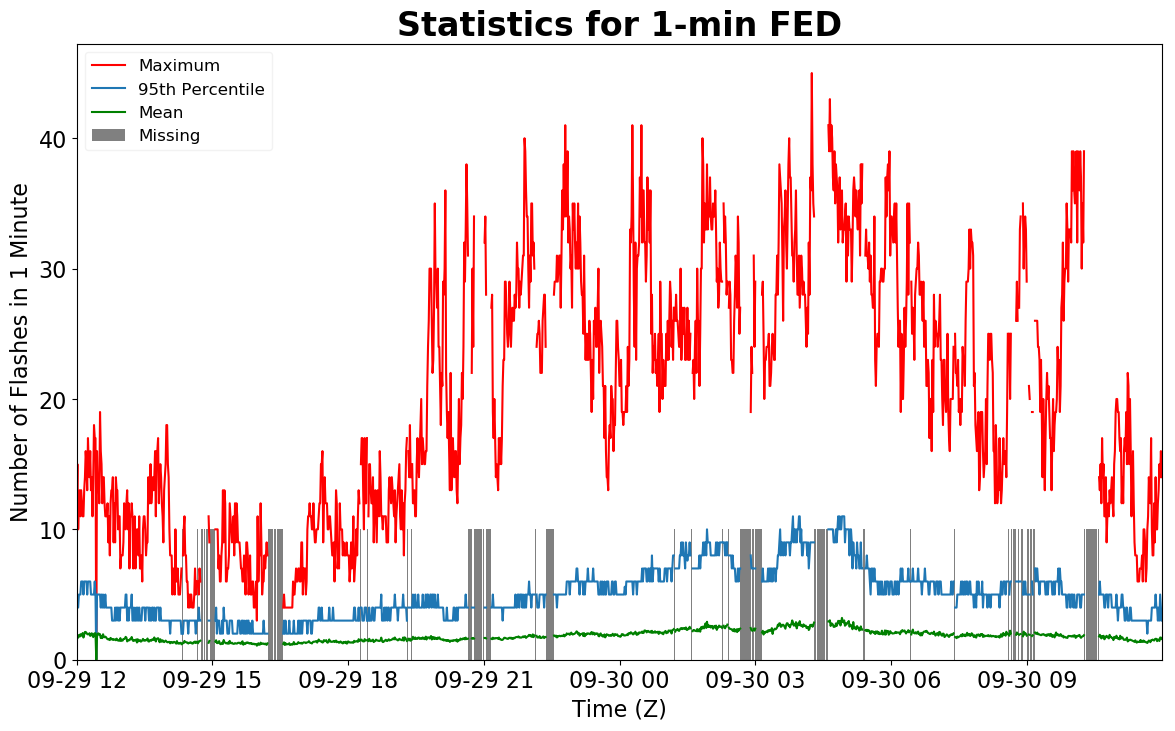 Statistics for 1-min FED
Maximum
95th Percentile
Mean
Missing
Number of Flashes in 1 Minute
40
30
20
10
0
09-29 12
09-29 15
09-29 18
09-29 21
09-30 00
09-30 03
09-30 06
09-30 09
Time (Z)